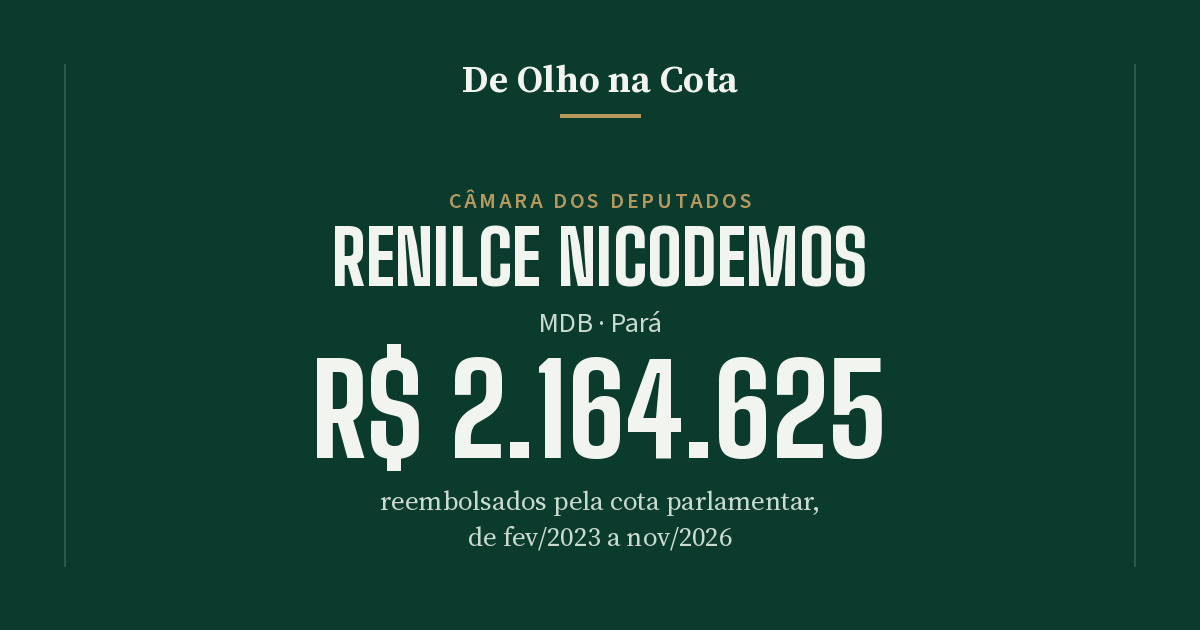 De Olho na Cota
CÂMARA DOS DEPUTADOS
RENILCE NICODEMOS
MDB · Pará
R$ 2.164.625
reembolsados pela cota parlamentar,
de fev/2023 a nov/2026